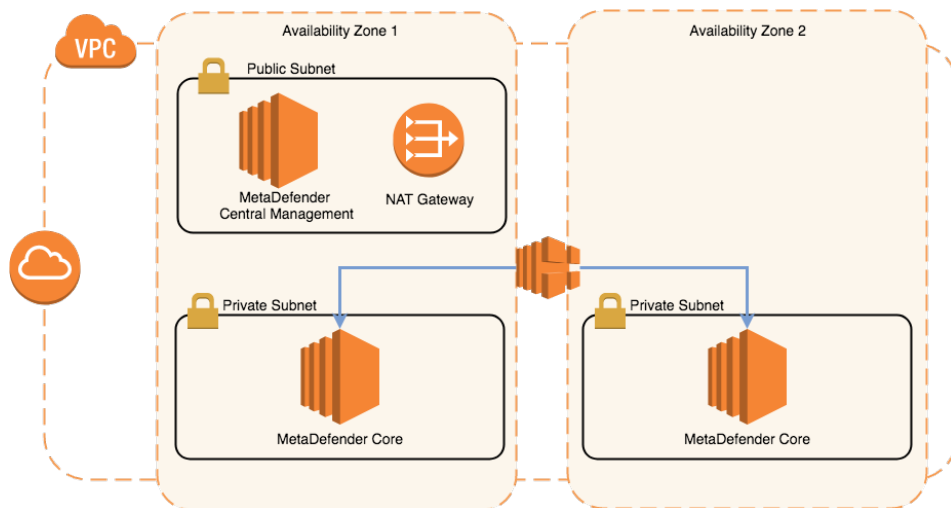 VPC
Availability Zone 1
Availability Zone 2
Public Subnet
MetaDefender
Central Management
NAT Gateway
Private Subnet
Private Subnet
MetaDefender Core
MetaDefender Core